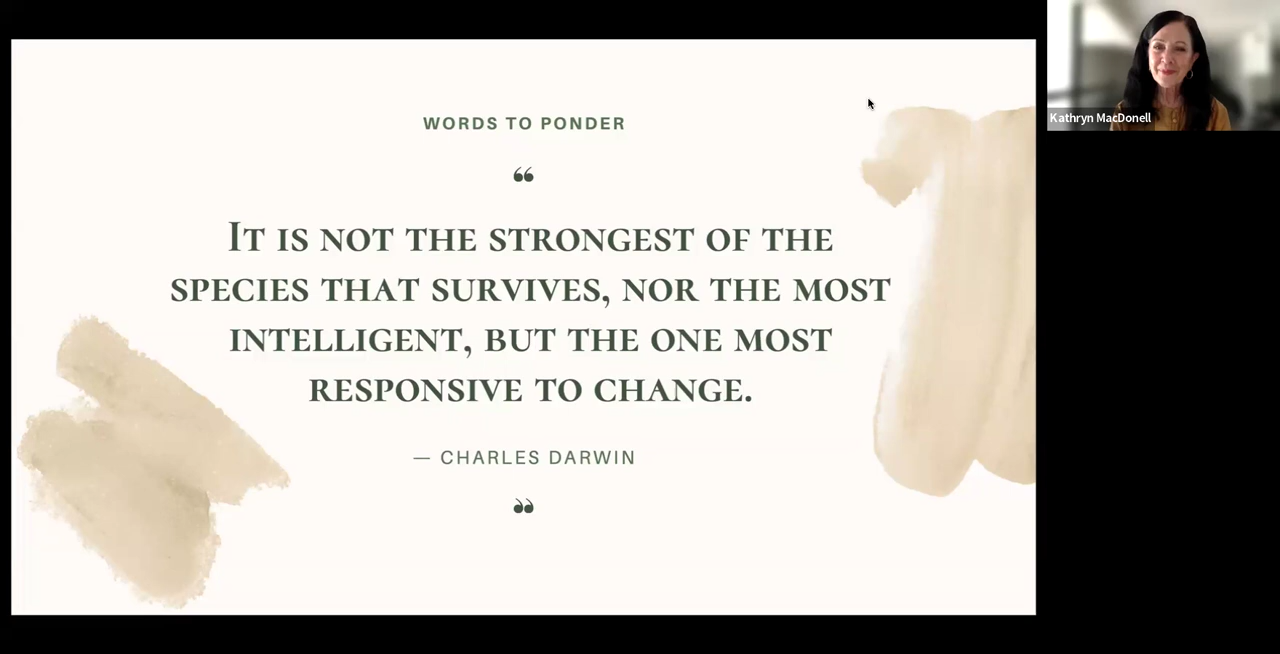 WORDS TO PONDER
“
It is not the strongest of the
species that survives, nor the most
intelligent, but the one most
responsive to change.
— CHARLES DARWIN
”
Kathryn MacDonell